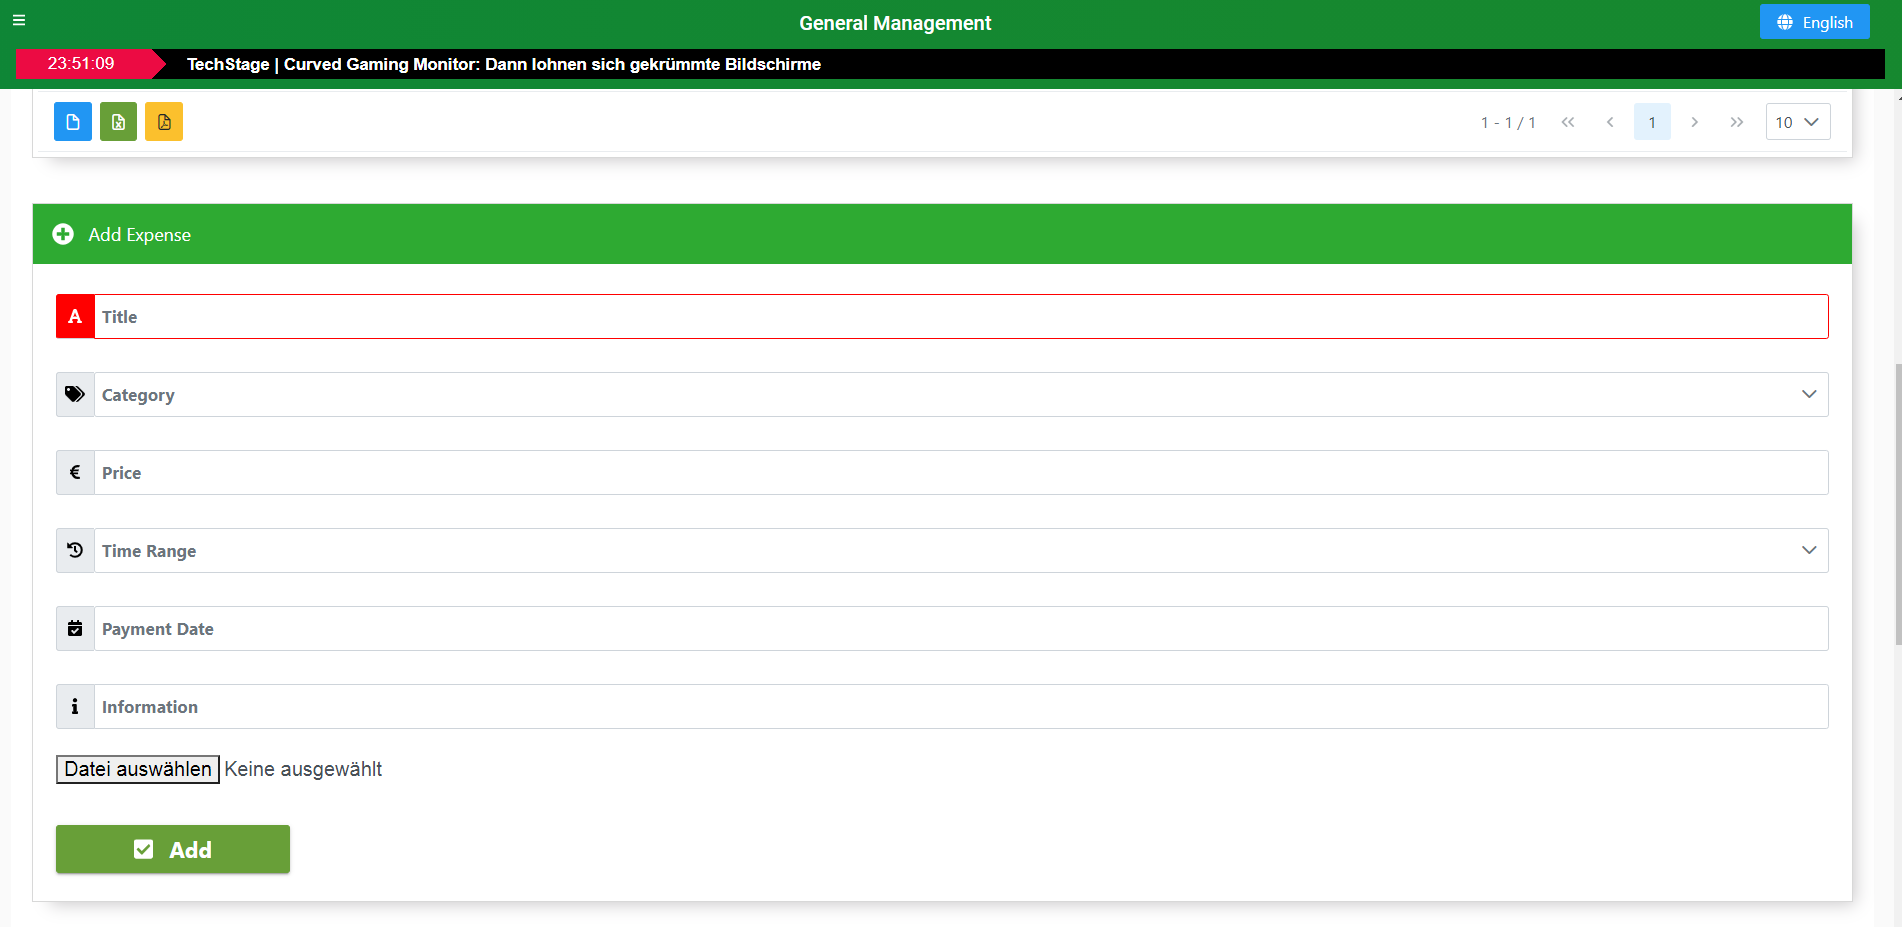 General Management
English
23:51:09
TechStage | Curved Gaming Monitor: Dann lohnen sich gekrümmte Bildschirme
1 - 1 / 1
1
10
Add Expense
A Title
Category
€ Price
Time Range
Payment Date
Information
Datei auswählen Keine ausgewählt
Add